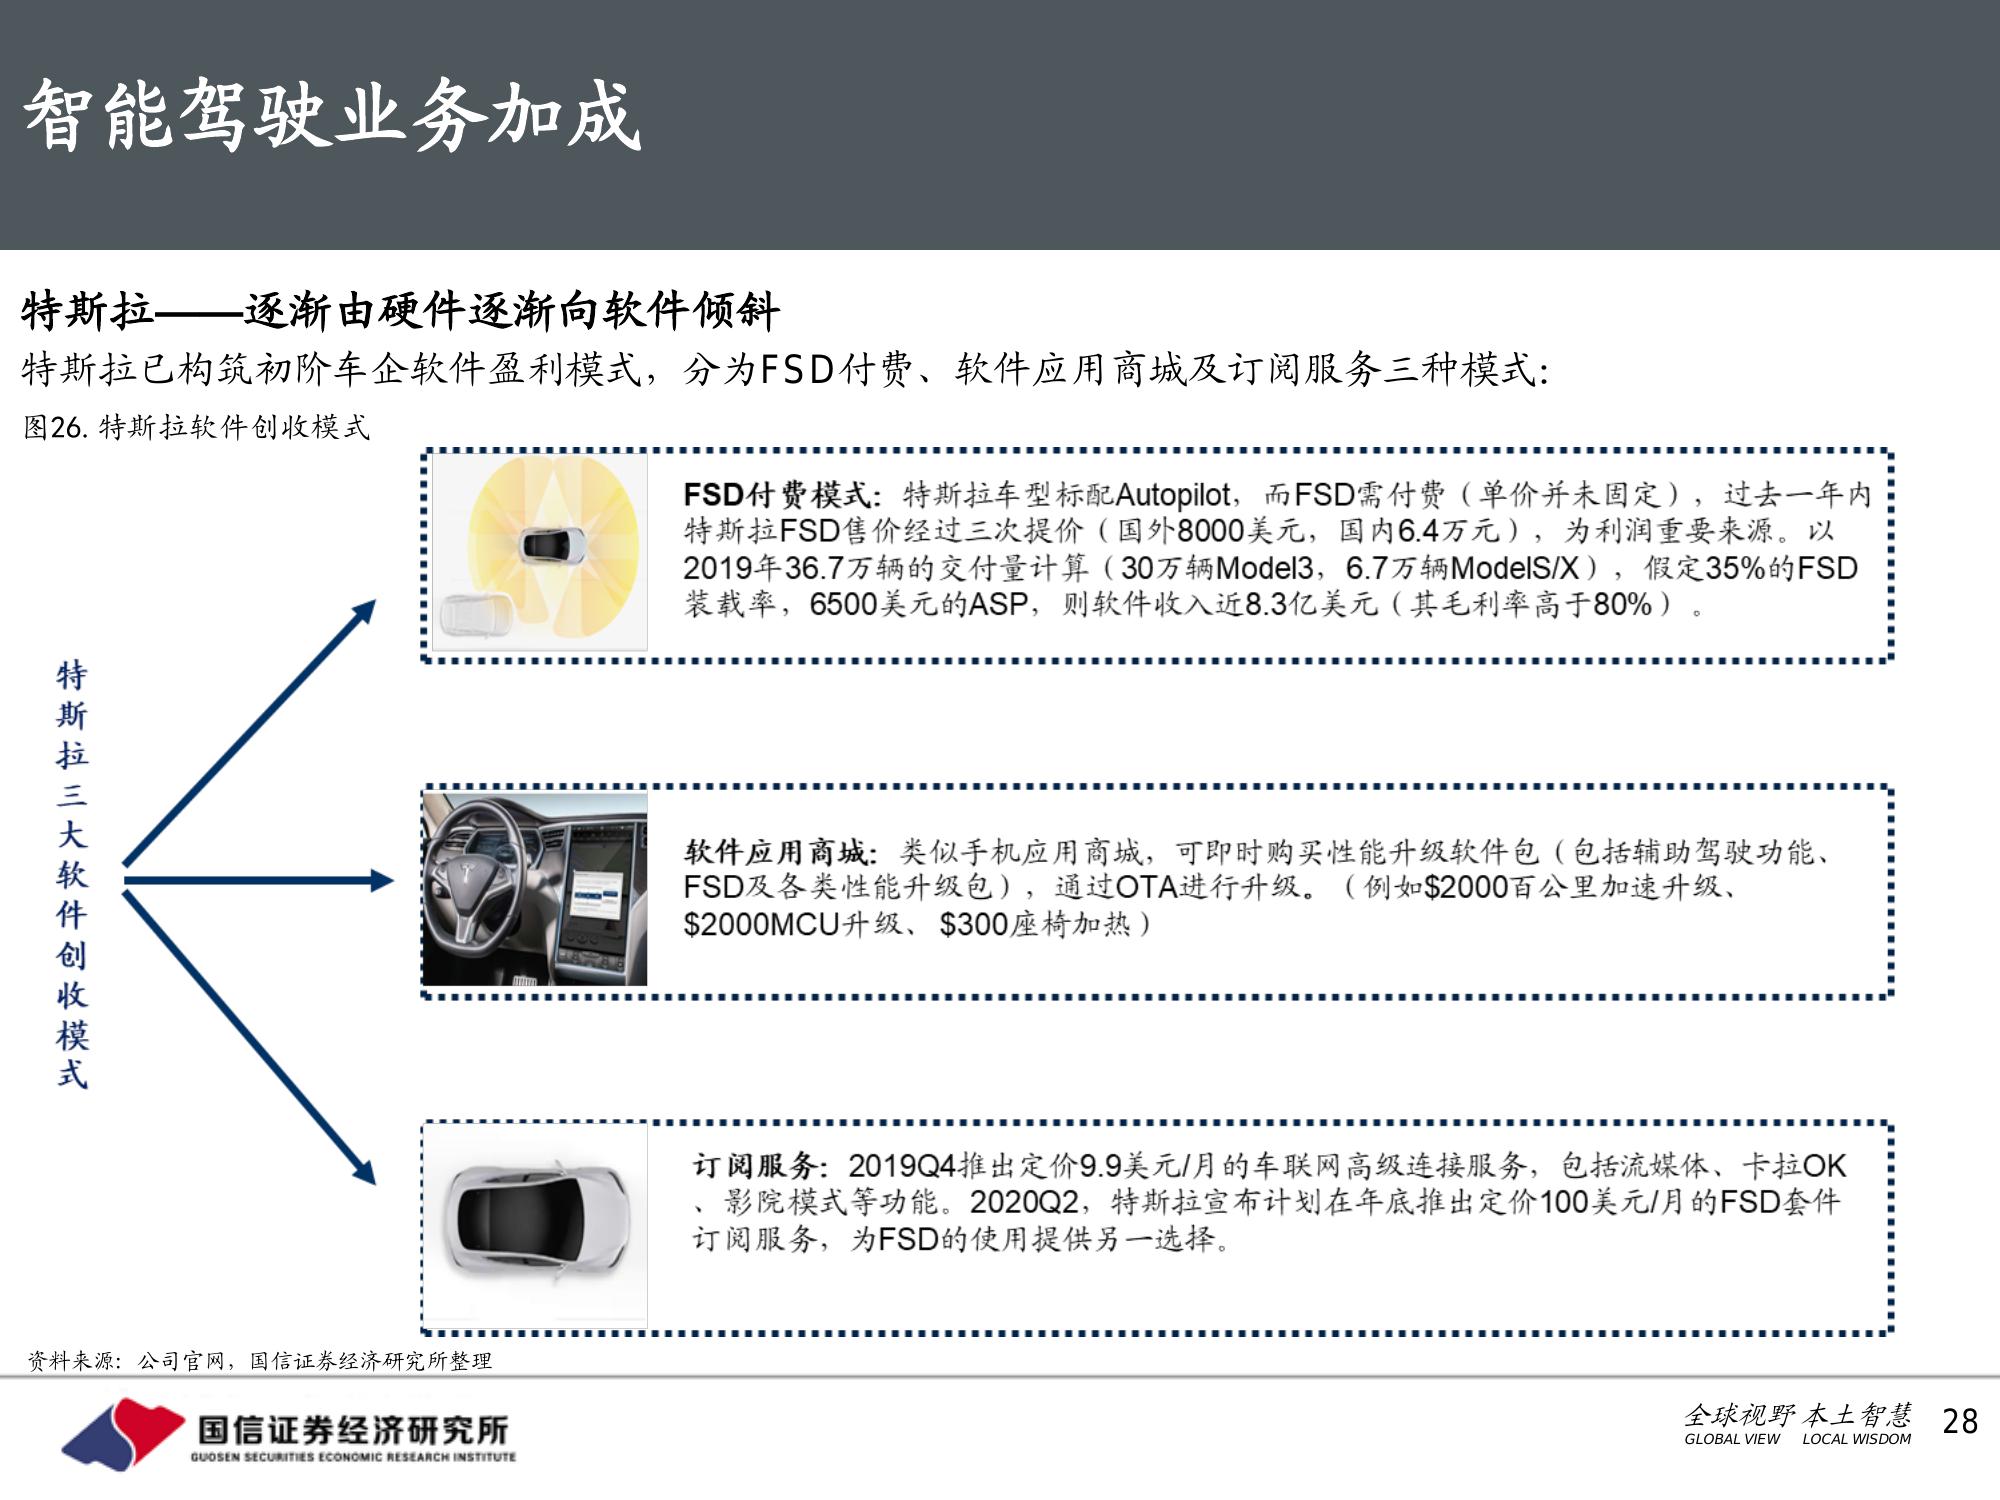 智能驾驶业务加成
特斯拉——逐渐由硬件逐渐向软件倾斜
特斯拉已构筑初阶车企软件盈利模式，分为FSD付费、软件应用商城及订阅服务三种模式：
图26. 特斯拉软件创收模式
特斯拉三大软件创收模式
FSD付费模式：特斯拉车型标配Autopilot，而FSD需付费（单价并未固定），过去一年内
特斯拉FSD售价经过三次提价（国外8000美元，国内6.4万元），为利润重要来源。以
2019年36.7万辆的交付量计算（30万辆Model3，6.7万辆ModelS/X），假定35%的FSD
装载率，6500美元的ASP，则软件收入近8.3亿美元（其毛利率高于80%）。
软件应用商城：类似手机应用商城，可即时购买性能升级软件包（包括辅助驾驶功能、
FSD及各类性能升级包），通过OTA进行升级。（例如$2000百公里加速升级、
$2000MCU升级、 $300座椅加热）
订阅服务：2019Q4推出定价9.9美元/月的车联网高级连接服务，包括流媒体、卡拉OK
、影院模式等功能。2020Q2，特斯拉宣布计划在年底推出定价100美元/月的FSD套件
订阅服务，为FSD的使用提供另一选择。
资料来源：公司官网，国信证券经济研究所整理
国信证券经济研究所
GUOSEN SECURITIES ECONOMIC RESEARCH INSTITUTE
全球视野 本土智慧
GLOBAL VIEW LOCAL WISDOM
28